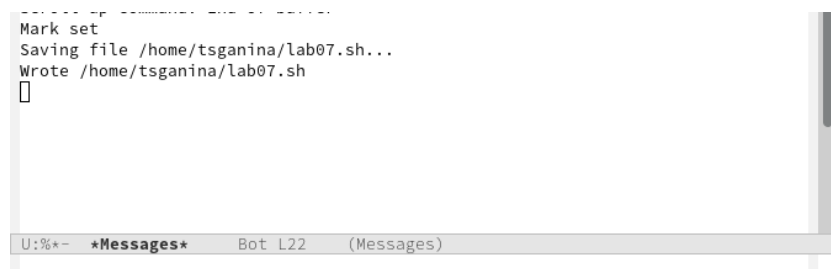 Mark set
Saving file /home/tsganina/lab07.sh...
Wrote /home/tsganina/lab07.sh
U:%*-  *Messages*     Bot L22    (Messages)